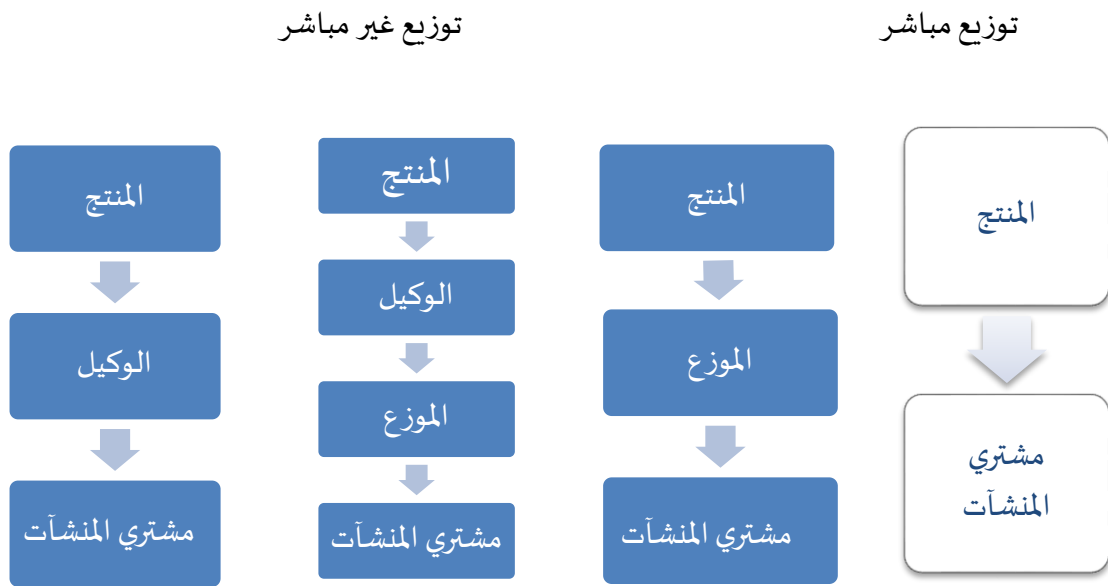 توزيع مباشر
توزيع غير مباشر
المنتج
مشتري
المنشآت
المنتج
الموزع
مشتري المنشآت
المنتج
الوكيل
الموزع
مشتري المنشآت
المنتج
الوكيل
مشتري المنشآت